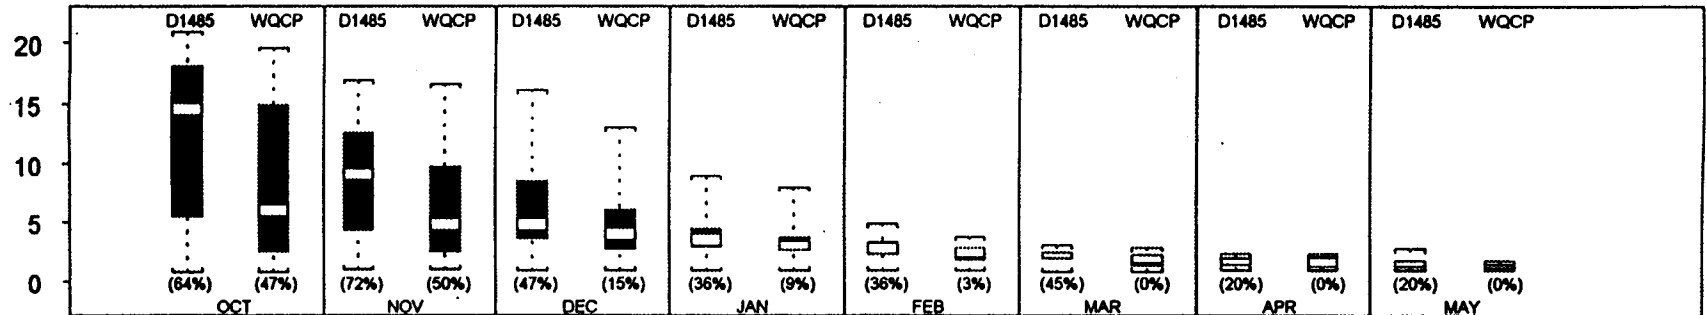 D1485 WQCP D1485 WQCP D1485 WQCP D1485 WQCP D1485 WQCP D1485 WQCP D1485 WQCP D1485 WQCP
20
15
10
5
0
(64%) (47%) (72%) (50%) (47%) (15%) (36%) (9%) (36%) (3%) (45%) (0%) (20%) (0%) (20%) (0%)
OCT NOV DEC JAN FEB MAR APR MAY